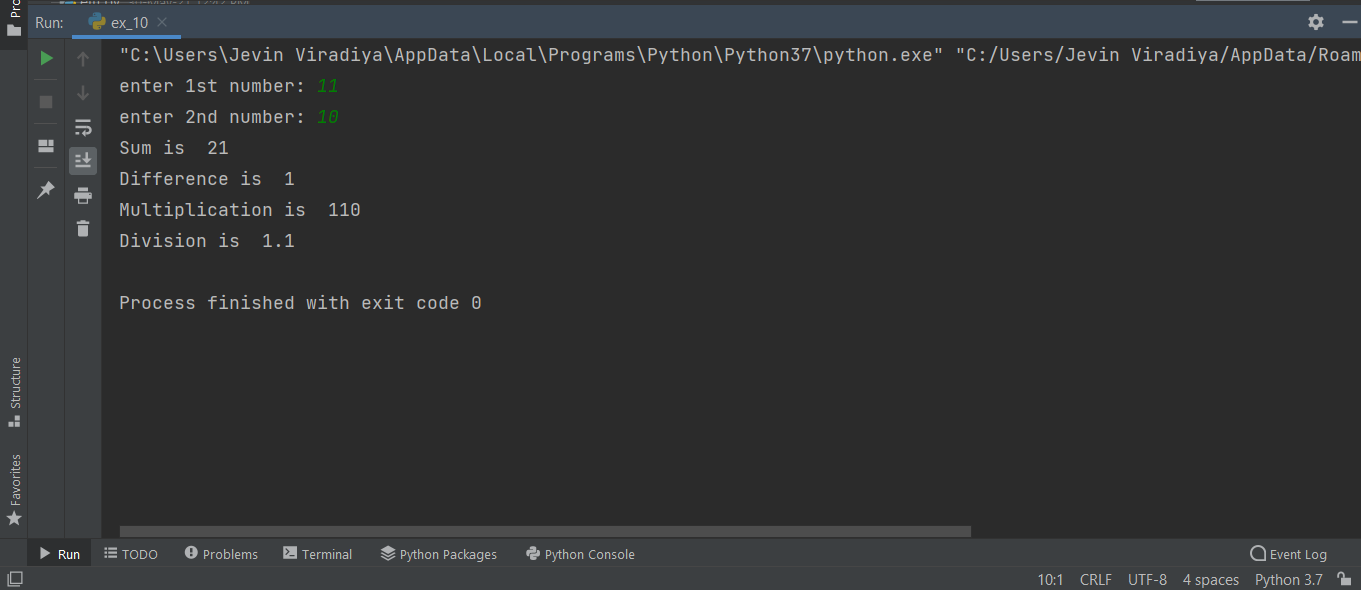 Run: ex_10
"C:\Users\Jevin Viradiya\AppData\Local\Programs\Python\Python37\python.exe" "C:/Users/Jevin Viradiya/AppData/Roam
enter 1st number: 11
enter 2nd number: 10
Sum is  21
Difference is  1
Multiplication is  110
Division is  1.1
Process finished with exit code 0
Structure
Favorites
Run TODO Problems Terminal Python Packages Python Console Event Log
10:1 CRLF UTF-8 4 spaces Python 3.7